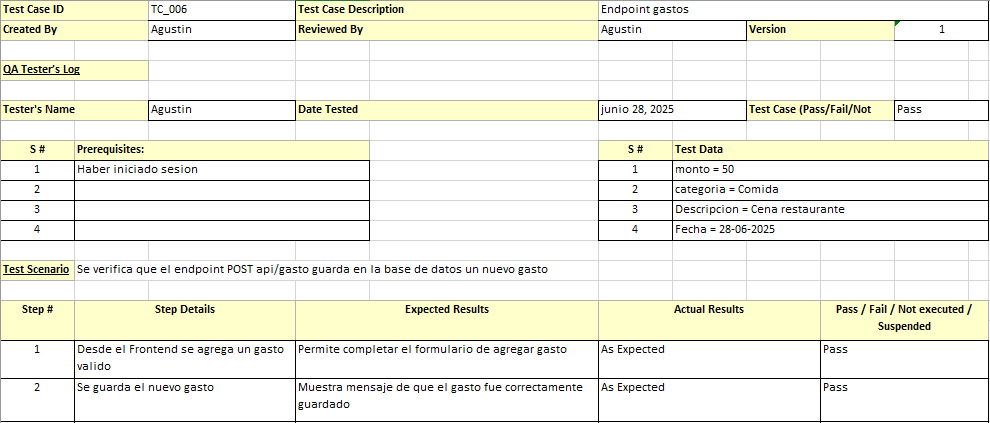 Test Case ID TC_006 Test Case Description Endpoint gastos
Created By Agustin Reviewed By Agustin Version 1
QA Tester's Log
Tester's Name Agustin Date Tested junio 28, 2025 Test Case (Pass/Fail/Not Pass
S # Prerequisites: S # Test Data
1 Haber iniciado sesion 1 monto = 50
2 2 categoria = Comida
3 3 Descripcion = Cena restaurante
4 4 Fecha = 28-06-2025
Test Scenario Se verifica que el endpoint POST api/gasto guarda en la base de datos un nuevo gasto
Step # Step Details Expected Results Actual Results Pass / Fail / Not executed /
Suspended
1 Desde el Frontend se agrega un gasto Permite completar el formulario de agregar gasto As Expected Pass
valido
2 Se guarda el nuevo gasto Muestra mensaje de que el gasto fue correctamente As Expected Pass
guardado